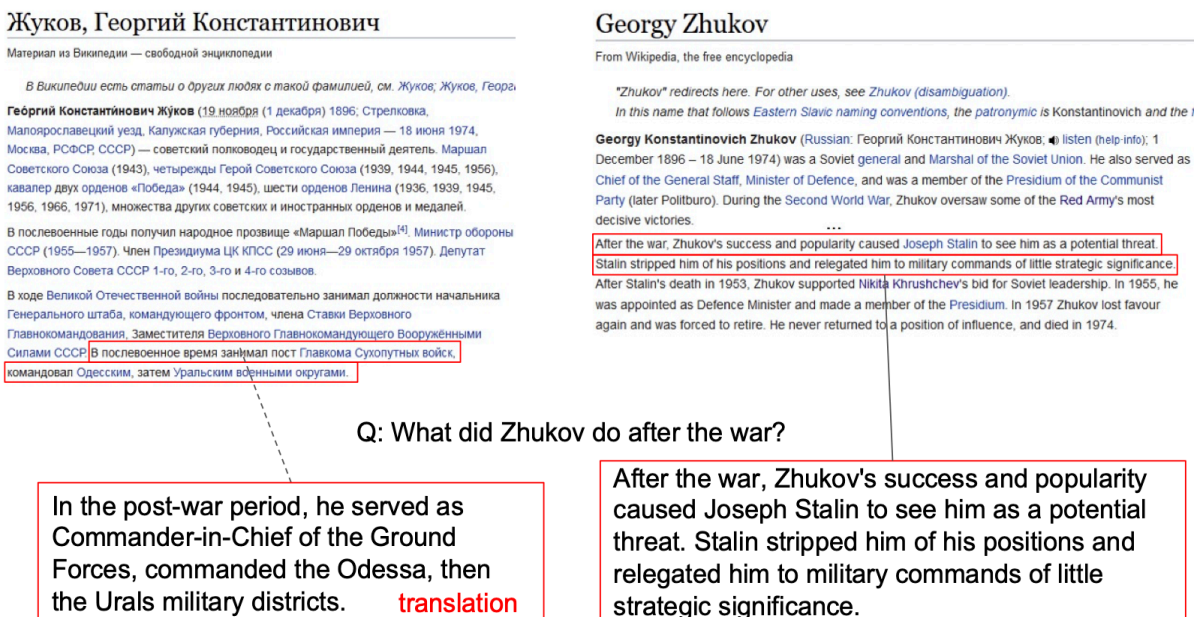 Жуков, Георгий Константинович
Материал из Википедии — свободной энциклопедии
В Википедии есть статьи о других людях с такой фамилией, см. Жуков; Жуков, Георги
Гео́ргий Константи́нович Жу́ков (19 ноября (1 декабря) 1896; Стрелковка,
Малоярославецкий уезд, Калужская губерния, Российская империя — 18 июня 1974,
Москва, РСФСР, СССР) — советский полководец и государственный деятель. Маршал
Советского Союза (1943), четырежды Герой Советского Союза (1939, 1944, 1945, 1956),
кавалер двух орденов «Победа» (1944, 1945), шести орденов Ленина (1936, 1939, 1945,
1956, 1966, 1971), множества других советских и иностранных орденов и медалей.
В послевоенные годы получил народное прозвище «Маршал Победы»[4]. Министр обороны
СССР (1955—1957). Член Президиума ЦК КПСС (29 июня—29 октября 1957). Депутат
Верховного Совета СССР 1-го, 2-го, 3-го и 4-го созывов.
В ходе Великой Отечественной войны последовательно занимал должности начальника
Генерального штаба, командующего фронтом, члена Ставки Верховного
Главнокомандования, Заместителя Верховного Главнокомандующего Вооружёнными
Силами СССР. В послевоенное время занимал пост Главкома Сухопутных войск,
командовал Одесским, затем Уральским военными округами.
Georgy Zhukov
From Wikipedia, the free encyclopedia
"Zhukov" redirects here. For other uses, see Zhukov (disambiguation).
In this name that follows Eastern Slavic naming conventions, the patronymic is Konstantinovich and the f
Georgy Konstantinovich Zhukov (Russian: Георгий Константинович Жуков; listen (help·info); 1
December 1896 – 18 June 1974) was a Soviet general and Marshal of the Soviet Union. He also served as
Chief of the General Staff, Minister of Defence, and was a member of the Presidium of the Communist
Party (later Politburo). During the Second World War, Zhukov oversaw some of the Red Army's most
decisive victories.
...
After the war, Zhukov's success and popularity caused Joseph Stalin to see him as a potential threat.
Stalin stripped him of his positions and relegated him to military commands of little strategic significance.
After Stalin's death in 1953, Zhukov supported Nikita Khrushchev's bid for Soviet leadership. In 1955, he
was appointed as Defence Minister and made a member of the Presidium. In 1957 Zhukov lost favour
again and was forced to retire. He never returned to a position of influence, and died in 1974.
Q: What did Zhukov do after the war?
In the post-war period, he served as
Commander-in-Chief of the Ground
Forces, commanded the Odessa, then
the Urals military districts. translation
After the war, Zhukov's success and popularity
caused Joseph Stalin to see him as a potential
threat. Stalin stripped him of his positions and
relegated him to military commands of little
strategic significance.